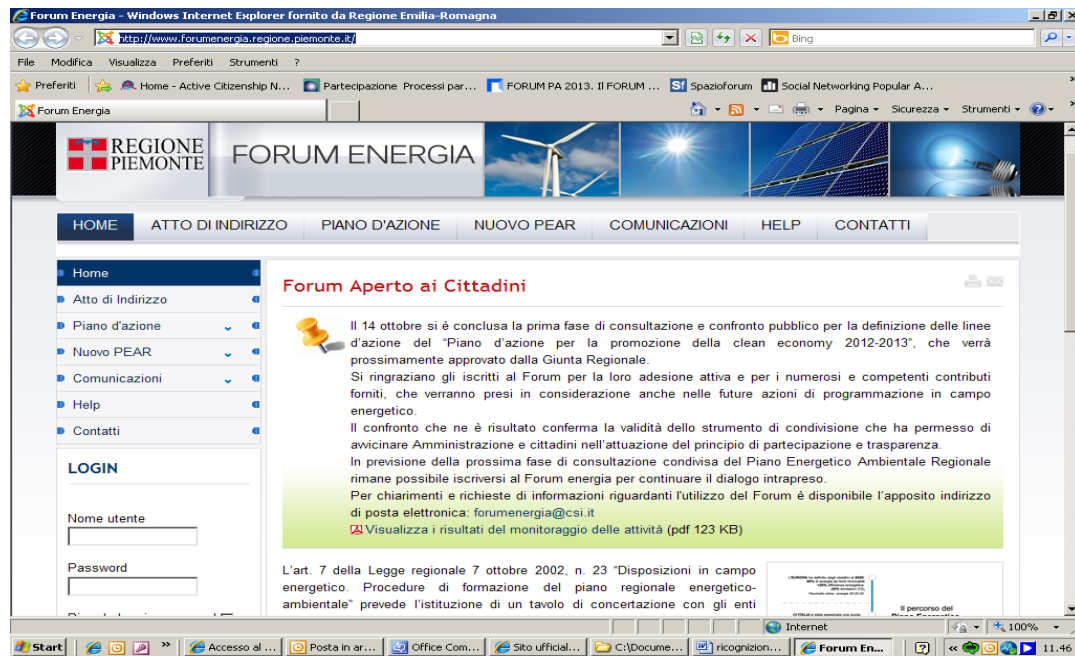 Forum Energia - Windows Internet Explorer fornito da Regione Emilia-Romagna
http://www.forumenergia.regione.piemonte.it/
Bing
File Modifica Visualizza Preferiti Strumenti ?
Preferiti Home - Active Citizenship N... Partecipazione Processi par... FORUM PA 2013. Il FORUM ... Spazioforum Social Networking Popular A...
Forum Energia
Pagina Sicurezza Strumenti
REGIONE
PIEMONTE
FORUM ENERGIA
HOME ATTO DI INDIRIZZO PIANO D'AZIONE NUOVO PEAR COMUNICAZIONI HELP CONTATTI
Home
Atto di Indirizzo
Piano d'azione
Nuovo PEAR
Comunicazioni
Help
Contatti
LOGIN
Nome utente
Password
Forum Aperto ai Cittadini
Il 14 ottobre si è conclusa la prima fase di consultazione e confronto pubblico per la definizione delle linee
d'azione del "Piano d'azione per la promozione della clean economy 2012-2013", che verrà
prossimamente approvato dalla Giunta Regionale.
Si ringraziano gli iscritti al Forum per la loro adesione attiva e per i numerosi e competenti contributi
forniti, che verranno presi in considerazione anche nelle future azioni di programmazione in campo
energetico.
Il confronto che ne è risultato conferma la validità dello strumento di condivisione che ha permesso di
avvicinare Amministrazione e cittadini nell'attuazione del principio di partecipazione e trasparenza.
In previsione della prossima fase di consultazione condivisa del Piano Energetico Ambientale Regionale
rimane possibile iscriversi al Forum energia per continuare il dialogo intrapreso.
Per chiarimenti e richieste di informazioni riguardanti l'utilizzo del Forum è disponibile l'apposito indirizzo
di posta elettronica: forumenergia@csi.it
Visualizza i risultati del monitoraggio delle attività (pdf 123 KB)
L'art. 7 della Legge regionale 7 ottobre 2002, n. 23 "Disposizioni in campo
energetico. Procedure di formazione del piano regionale energetico-
ambientale" prevede l'istituzione di un tavolo di concertazione con gli enti
Il percorso del
Internet
100%
Start Accesso al ... Posta in ar... Office Com... Sito ufficial... C:\Docume... ricognizion... Forum En... 11.46